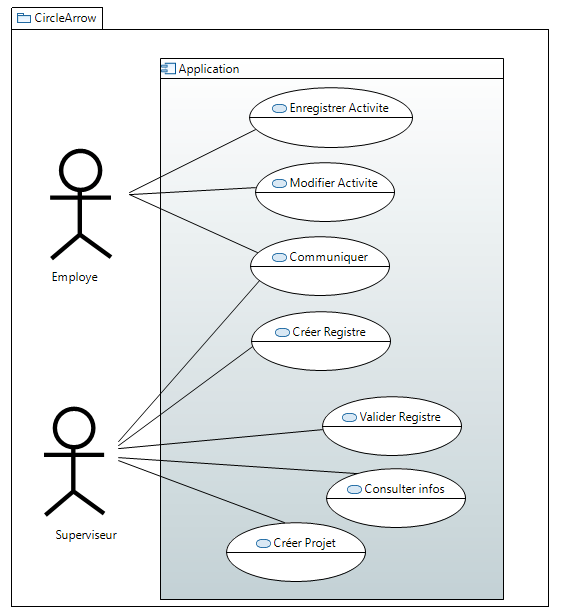 CircleArrow
Application
Enregistrer Activite
Modifier Activite
Communiquer
Employe
Créer Registre
Valider Registre
Consulter infos
Superviseur
Créer Projet